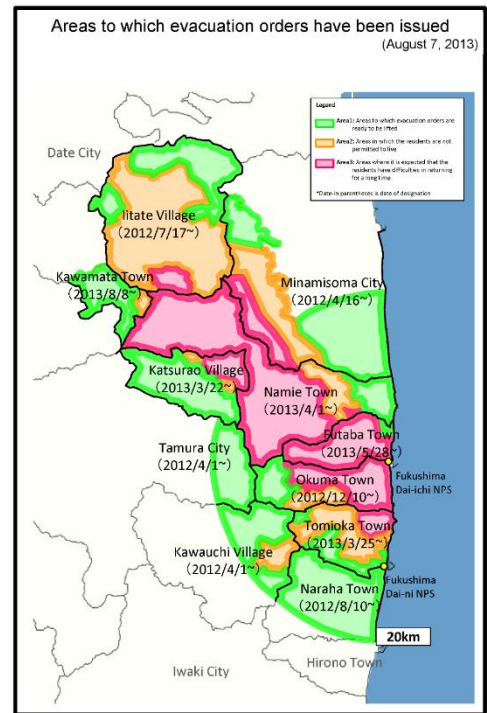 Areas to which evacuation orders have been issued
(August 7, 2013)
Legend
Area1: Areas to which evacuation orders are
ready to be lifted
Area2: Areas in which the residents are not
permitted to live
Area3: Areas where it is expected that the
residents have difficulties in returning
for a long time
*Date in parentheses is date of designation
Date City
Iitate Village
(2012/7/17~)
Kawamata Town
(2013/8/8~)
Minamisoma City
(2012/4/16~)
Katsurao Village
(2013/3/22~)
Namie Town
(2013/4/1~)
Tamura City
(2012/4/1~)
Futaba Town
(2013/5/28~)
Fukushima
Dai-ichi NPS
Okuma Town
(2012/12/10~)
Tomioka Town
(2013/3/25~)
Kawauchi Village
(2012/4/1~)
Fukushima
Dai-ni NPS
Naraha Town
(2012/8/10~)
20km
Iwaki City
Hirono Town